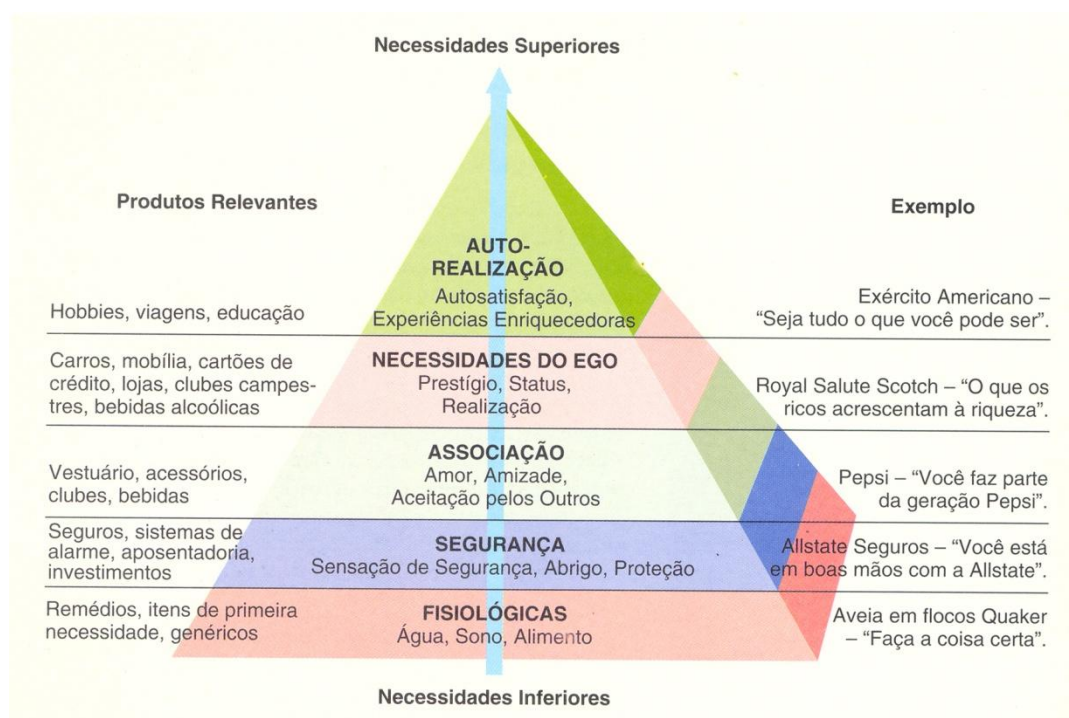 Necessidades Superiores
Produtos Relevantes
Exemplo
AUTO-
REALIZAÇÃO
Autosatisfação,
Experiências Enriquecedoras
Hobbies, viagens, educação
Exército Americano –
“Seja tudo o que você pode ser”.
Carros, mobília, cartões de
crédito, lojas, clubes campes-
tres, bebidas alcoólicas
NECESSIDADES DO EGO
Prestígio, Status,
Realização
Royal Salute Scotch – “O que os
ricos acrescentam à riqueza”.
Vestuário, acessórios,
clubes, bebidas
ASSOCIAÇÃO
Amor, Amizade,
Aceitação pelos Outros
Pepsi – “Você faz parte
da geração Pepsi”.
Seguros, sistemas de
alarme, aposentadoria,
investimentos
SEGURANÇA
Sensação de Segurança, Abrigo, Proteção
Allstate Seguros – “Você está
em boas mãos com a Allstate”.
Remédios, itens de primeira
necessidade, genéricos
FISIOLÓGICAS
Água, Sono, Alimento
Aveia em flocos Quaker
– “Faça a coisa certa”.
Necessidades Inferiores